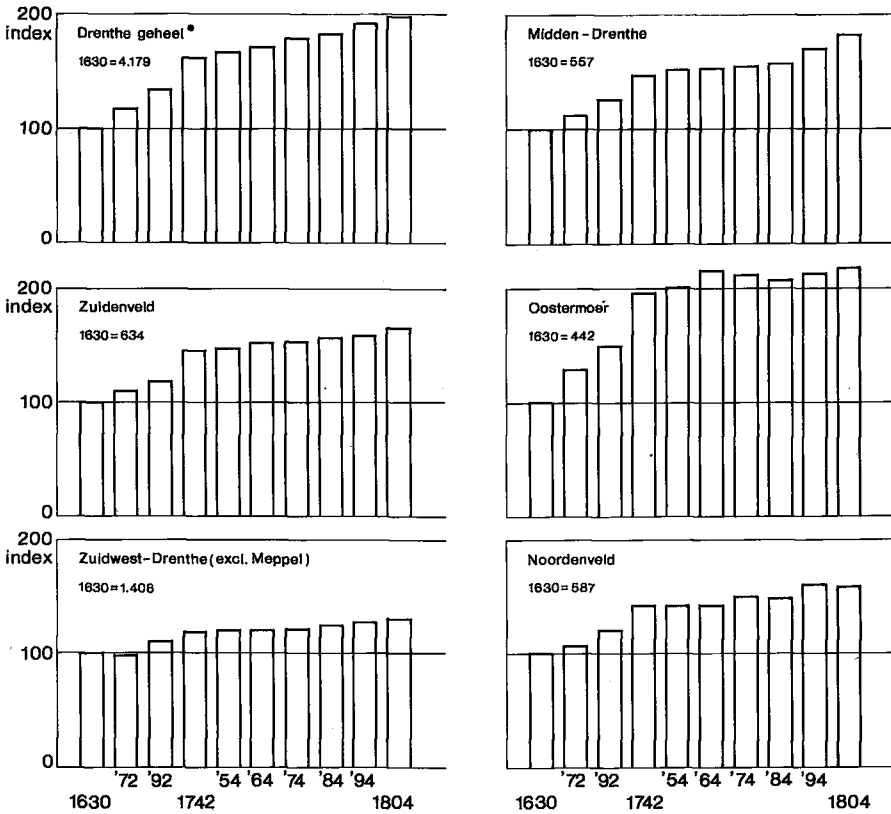 200
index
Drenthe geheel*
1630=4.179
100
0
Midden-Drenthe
1630=557
200
index
Zuidenveld
1630=634
100
0
Oostermoer
1630=442
200
index
Zuidwest-Drenthe (excl. Meppel)
1630=1.408
100
0
Noordenveld
1630=587
'72 '92 '54 '64 '74 '84 '94
1630 1742 1804
'72 '92 '54 '64 '74 '84 '94
1630 1742 1804